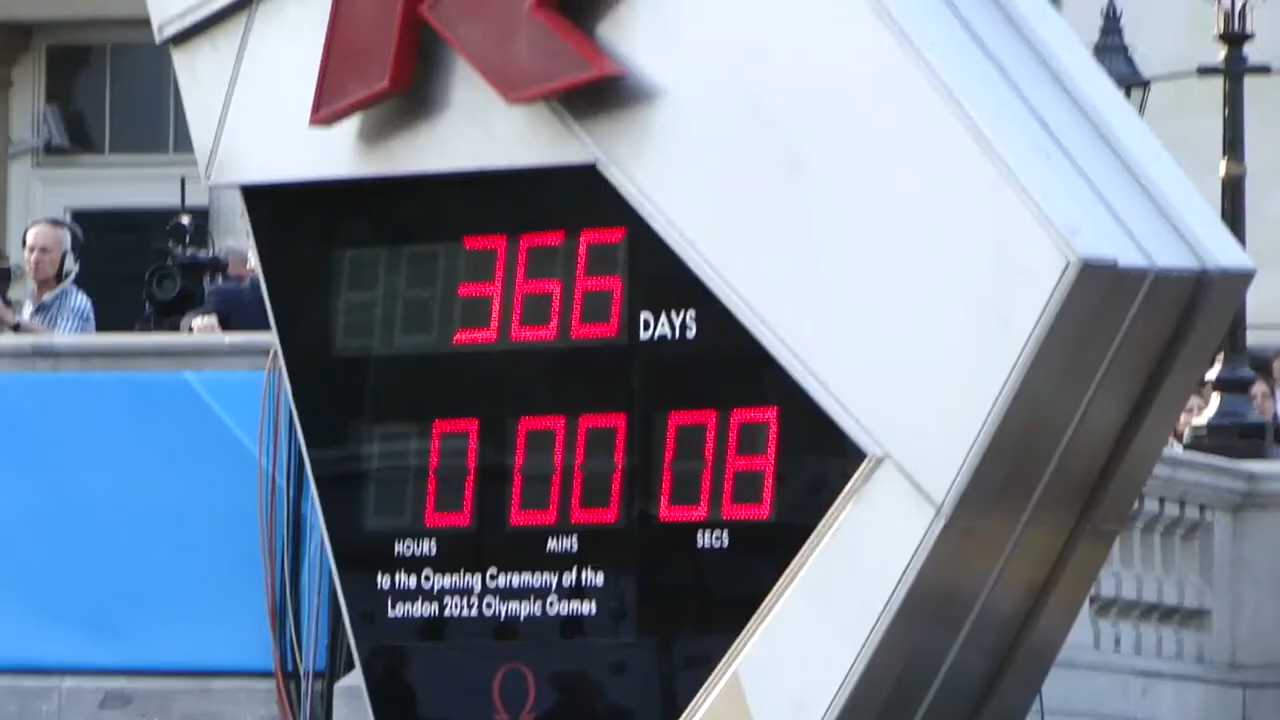 366 DAYS
0 00 08
HOURS MINS SECS
to the Opening Ceremony of the
London 2012 Olympic Games
Ω